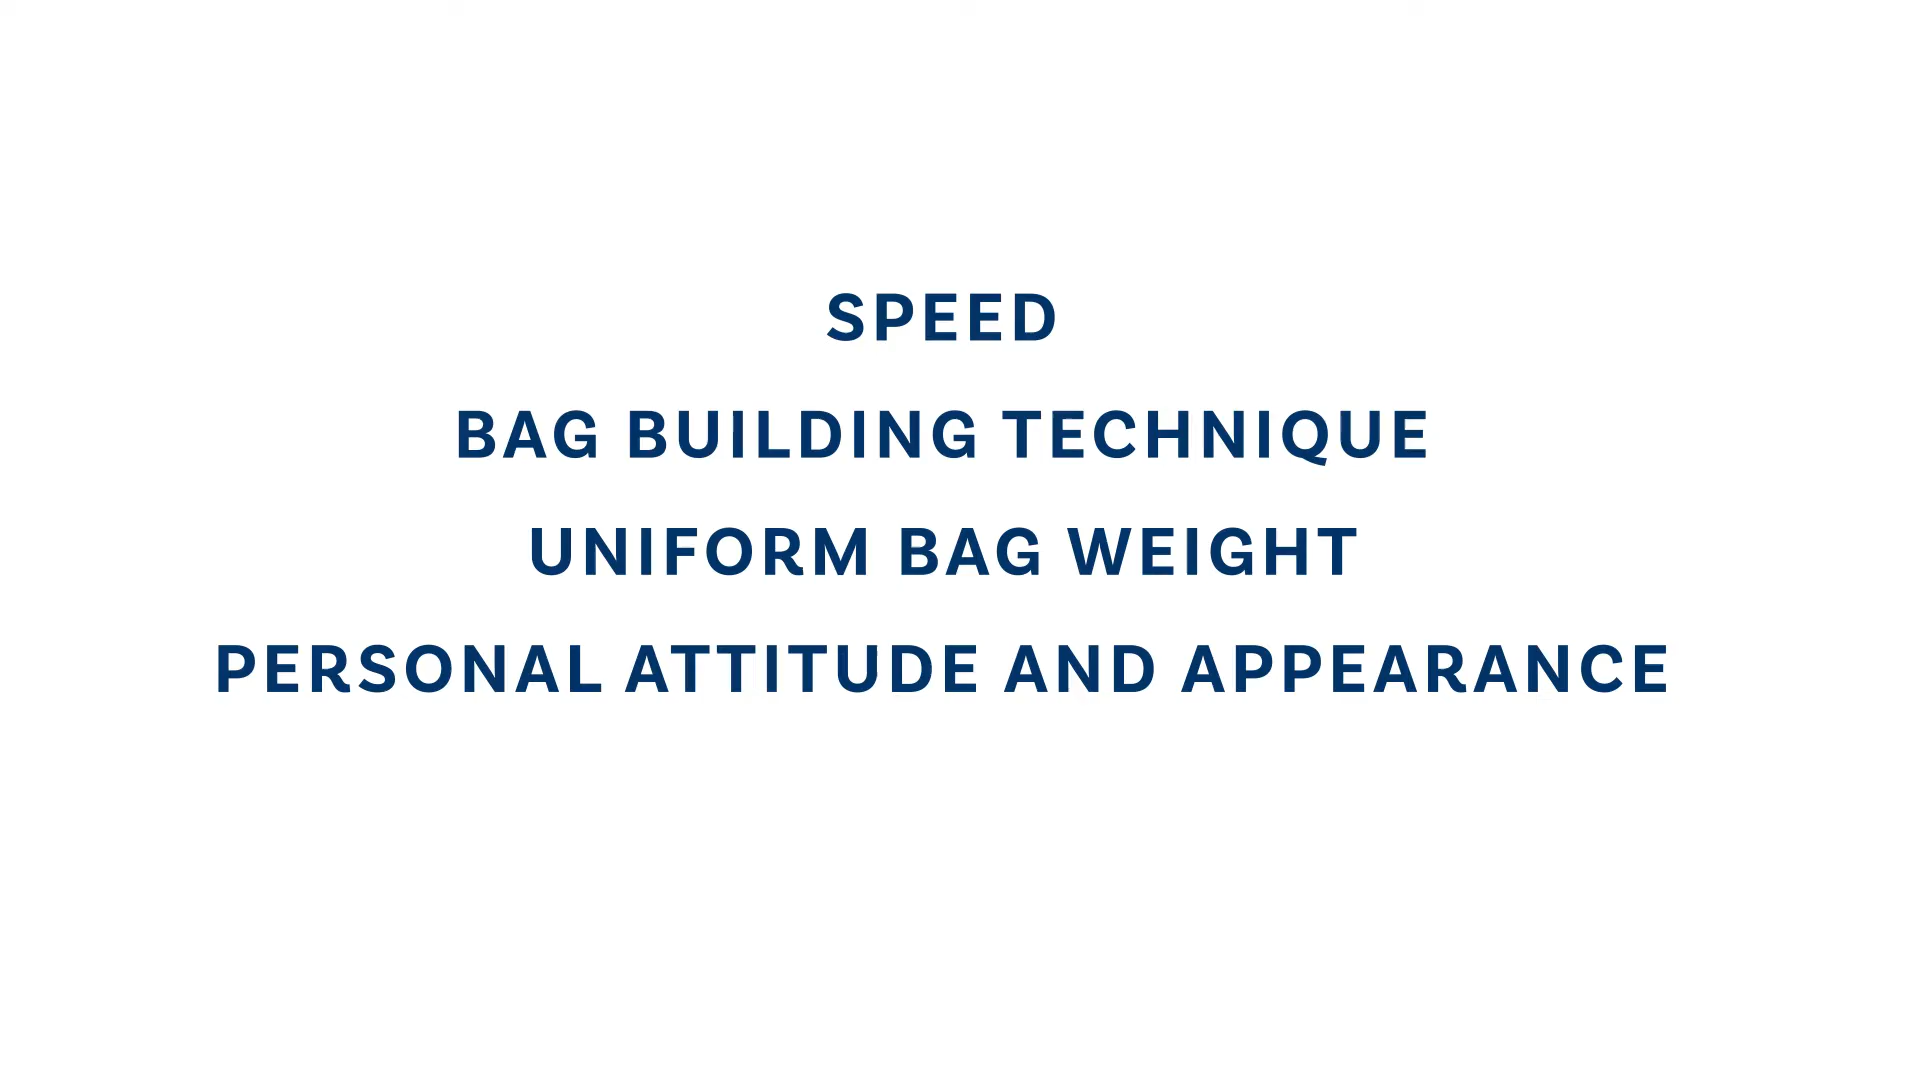 SPEED
BAG BUILDING TECHNIQUE
UNIFORM BAG WEIGHT
PERSONAL ATTITUDE AND APPEARANCE